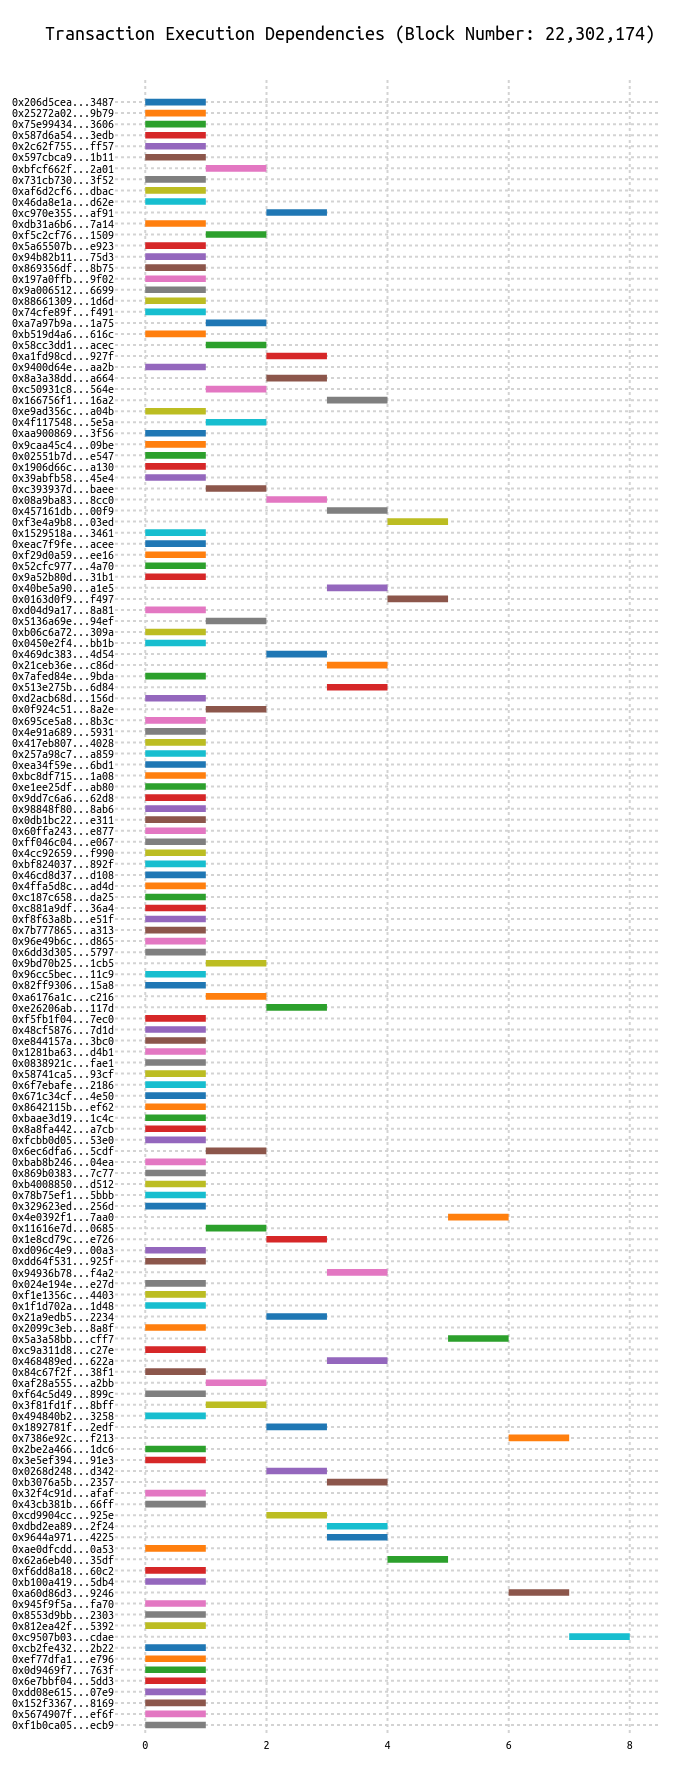 Transaction Execution Dependencies (Block Number: 22,302,174)
0x206d5cea...3487
0x25272a02...9b79
0x75e99434...3606
0x587d6a54...3edb
0x2c62f755...ff57
0x597cbca9...1b11
0xbfcf662f...2a01
0x731cb730...3f52
0xaf6d2cf6...dbac
0x46da8e1a...d62e
0xc970e355...af91
0xdb31a6b6...7a14
0xf5c2cf76...1509
0x5a65507b...e923
0x94b82b11...75d3
0x869356df...8b75
0x197a0ffb...9f02
0x9a006512...6699
0x88661309...1d6d
0x74cfe89f...f491
0xa7a97b9a...1a75
0xb519d4a6...616c
0x58cc3dd1...acec
0xa1fd98cd...927f
0x9400d64e...aa2b
0x8a3a38dd...a664
0xc50931c8...564e
0x166756f1...16a2
0xe9ad356c...a04b
0x4f117548...5e5a
0xaa900869...3f56
0x9caa45c4...09be
0x02551b7d...e547
0x1906d66c...a130
0x39abfb58...45e4
0xc393937d...baee
0x08a9ba83...8cc0
0x457161db...00f9
0xf3e4a9b8...03ed
0x1529518a...3461
0xeac7f9fe...acee
0xf29d0a59...ee16
0x52cfc977...4a70
0x9a52b80d...31b1
0x40be5a90...a1e5
0x0163d0f9...f497
0xd04d9a17...8a81
0x5136a69e...94ef
0xb06c6a72...309a
0x0450e2f4...bb1b
0x469dc383...4d54
0x21ceb36e...c86d
0x7afed84e...9bda
0x513e275b...6d84
0xd2acb68d...156d
0x0f924c51...8a2e
0x695ce5a8...8b3c
0x4e91a689...5931
0x417eb807...4028
0x257a98c7...a859
0xea34f59e...6bd1
0xbc8df715...1a08
0xe1ee25df...ab80
0x9dd7c6a6...62d8
0x98848f80...8ab6
0x0db1bc22...e311
0x60ffa243...e877
0xff046c04...e067
0x4cc92659...f990
0xbf824037...892f
0x46cd8d37...d108
0x4ffa5d8c...ad4d
0xc187c658...da25
0xc881a9df...36a4
0xf8f63a8b...e51f
0x7b777865...a313
0x96e49b6c...d865
0x6dd3d305...5797
0x9bd70b25...1cb5
0x96cc5bec...11c9
0x82ff9306...15a8
0xa6176a1c...c216
0xe26206ab...117d
0xf5fb1f04...7ec0
0x48cf5876...7d1d
0xe844157a...3bc0
0x1281ba63...d4b1
0x0838921c...fae1
0x58741ca5...93cf
0x6f7ebafe...2186
0x671c34cf...4e50
0x8642115b...ef62
0xbaae3d19...1c4c
0x8a8fa442...a7cb
0xfcbb0d05...53e0
0x6ec6dfa6...5cdf
0xbab8b246...04ea
0x869b0383...7c77
0xb4008850...d512
0x78b75ef1...5bbb
0x329623ed...256d
0x4e0392f1...7aa0
0x11616e7d...0685
0x1e8cd79c...e726
0xd096c4e9...00a3
0xdd64f531...925f
0x94936b78...f4a2
0x024e194e...e27d
0xf1e1356c...4403
0x1f1d702a...1d48
0x21a9edb5...2234
0x2099c3eb...8a8f
0x5a3a58bb...cff7
0xc9a311d8...c27e
0x468489ed...622a
0x84c67f2f...38f1
0xaf28a555...a2bb
0xf64c5d49...899c
0x3f81fd1f...8bff
0x494840b2...3258
0x1892781f...2edf
0x7386e92c...f213
0x2be2a466...1dc6
0x3e5ef394...91e3
0x0268d248...d342
0xb3076a5b...2357
0x32f4c91d...afaf
0x43cb381b...66ff
0xcd9904cc...925e
0xdbd2ea89...2f24
0x9644a971...4225
0xae0dfcdd...0a53
0x62a6eb40...35df
0xf6dd8a18...60c2
0xb100a419...5db4
0xa60d86d3...9246
0x945f9f5a...fa70
0x8553d9bb...2303
0x812ea42f...5392
0xc9507b03...cdae
0xcb2fe432...2b22
0xef77dfa1...e796
0x0d9469f7...763f
0x6e7bbf04...5dd3
0xdd08e615...07e9
0x152f3367...8169
0x5674907f...ef6f
0xf1b0ca05...ecb9
0 2 4 6 8